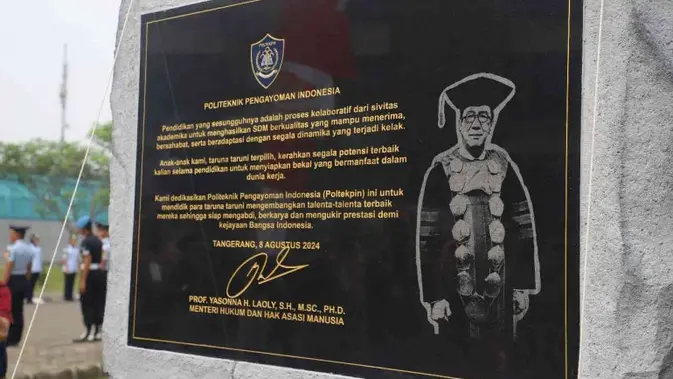 POLTEKPIN
POLITEKNIK PENGAYOMAN INDONESIA
Pendidikan yang sesungguhnya adalah proses kolaboratif dari sivitas
akademika untuk menghasilkan SDM berkualitas yang mampu menerima,
bersahabat, serta beradaptasi dengan segala dinamika yang terjadi kelak.
Anak-anak kami, taruna taruni terpilih, kerahkan segala potensi terbaik
kalian selama pendidikan untuk menyiapkan bekal yang bermanfaat dalam
dunia kerja.
Kami dedikasikan Politeknik Pengayoman Indonesia (Poltekpin) ini untuk
mendidik para taruna taruni mengembangkan talenta-talenta terbaik
mereka sehingga siap mengabdi, berkarya dan mengukir prestasi demi
kejayaan Bangsa Indonesia.
TANGERANG, 8 AGUSTUS 2024
PROF. YASONNA H. LAOLY, S.H., M.SC., PH.D.
MENTERI HUKUM DAN HAK ASASI MANUSIA